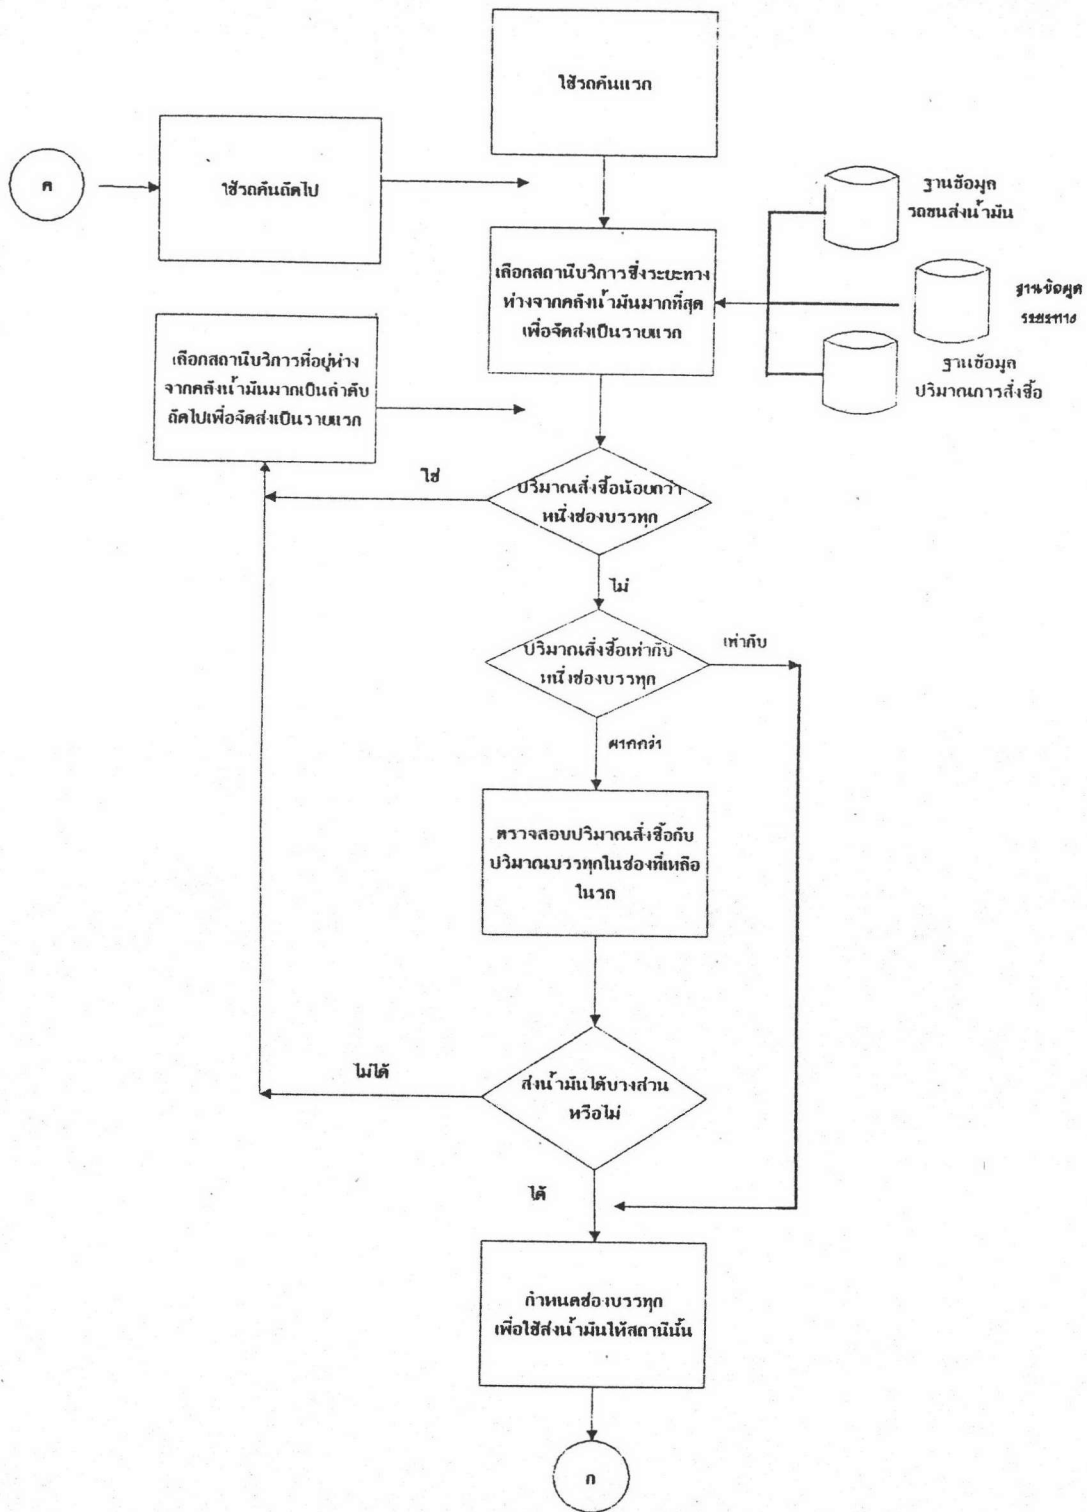 ใช้รถคันแรก
ค
ใช้รถคันถัดไป
ฐานข้อมูล
รถขนส่งน้ำมัน
เลือกสถานีบริการซึ่งระยะทาง
ห่างจากคลังน้ำมันมากที่สุด
เพื่อจัดส่งเป็นรายแรก
ฐานข้อมูล
ระยะทาง
ฐานข้อมูล
ปริมาณการสั่งซื้อ
เลือกสถานีบริการที่อยู่ห่าง
จากคลังน้ำมันมากเป็นลำดับ
ถัดไปเพื่อจัดส่งเป็นรายแรก
ใช่
ปริมาณสั่งซื้อน้อยกว่า
หนึ่งช่องบรรทุก
ไม่
ปริมาณสั่งซื้อเท่ากับ
หนึ่งช่องบรรทุก
เท่ากับ
มากกว่า
ตรวจสอบปริมาณสั่งซื้อกับ
ปริมาณบรรทุกในช่องที่เหลือ
ในรถ
ไม่ได้
ส่งน้ำมันได้บางส่วน
หรือไม่
ได้
กำหนดช่องบรรทุก
เพื่อใช้ส่งน้ำมันให้สถานีนั้น
ก